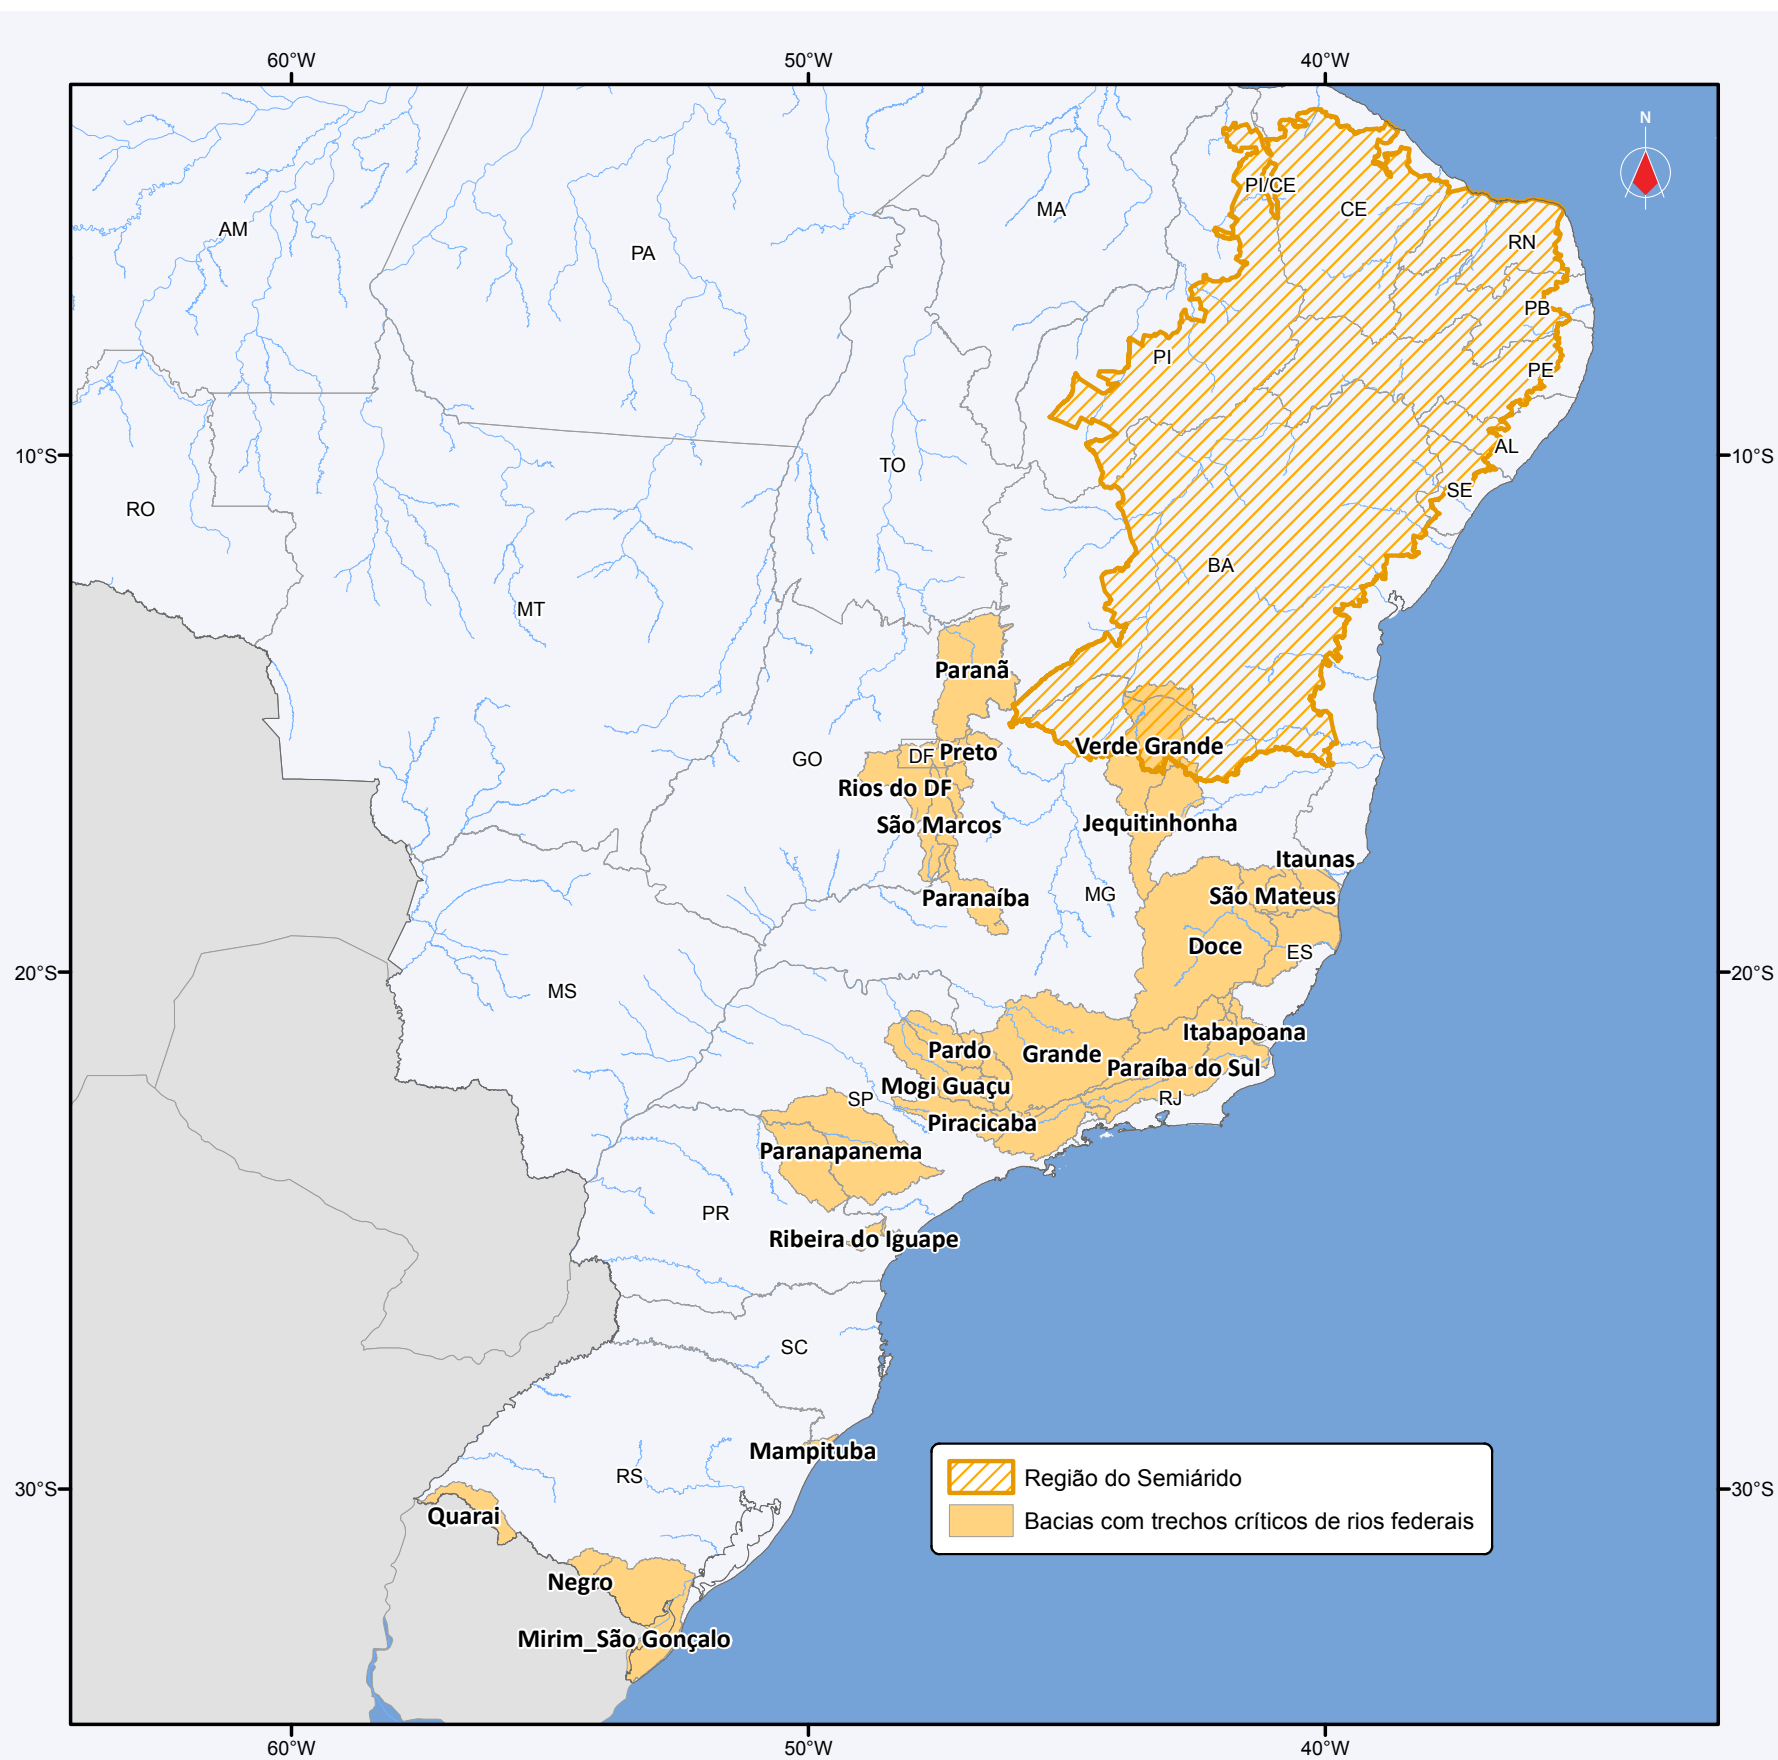 60°W 50°W 40°W
N
PI/CE
MA
CE
AM
RN
PA
PB
PI
PE
AL
10°S 10°S
TO
SE
RO
BA
MT
Paranã
Verde Grande
Preto
DF
GO
Rios do DF
Jequitinhonha
São Marcos
Itaunas
MG
São Mateus
Paranaíba
Doce
ES
20°S 20°S
MS
Itabapoana
Pardo
Grande
Paraíba do Sul
Mogi Guaçu
SP
RJ
Piracicaba
Paranapanema
PR
Ribeira do Iguape
SC
Mampituba
RS
Região do Semiárido
30°S 30°S
Quarai
Bacias com trechos críticos de rios federais
Negro
Mirim_São Gonçalo
60°W 50°W 40°W